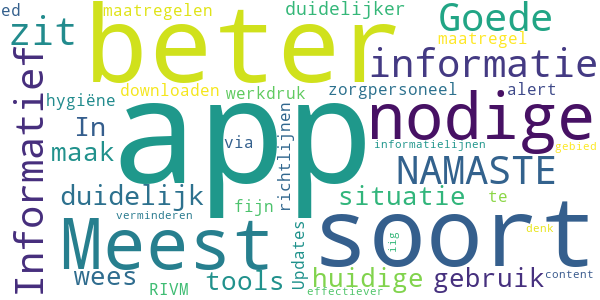 ed maatregelen beter duidelijker Goede
zit maatregel
Informatief informatie
downloaden werkdruk zorgpersoneel alert
hygiëne app nodige
In via richtlijnen informatielijnen gebied
maak NAMASTE
duidelijk situatie te
fijn
verminderen Meest soort denk
iig
wees tools Updates huidige gebruik content
RIVM effectiever